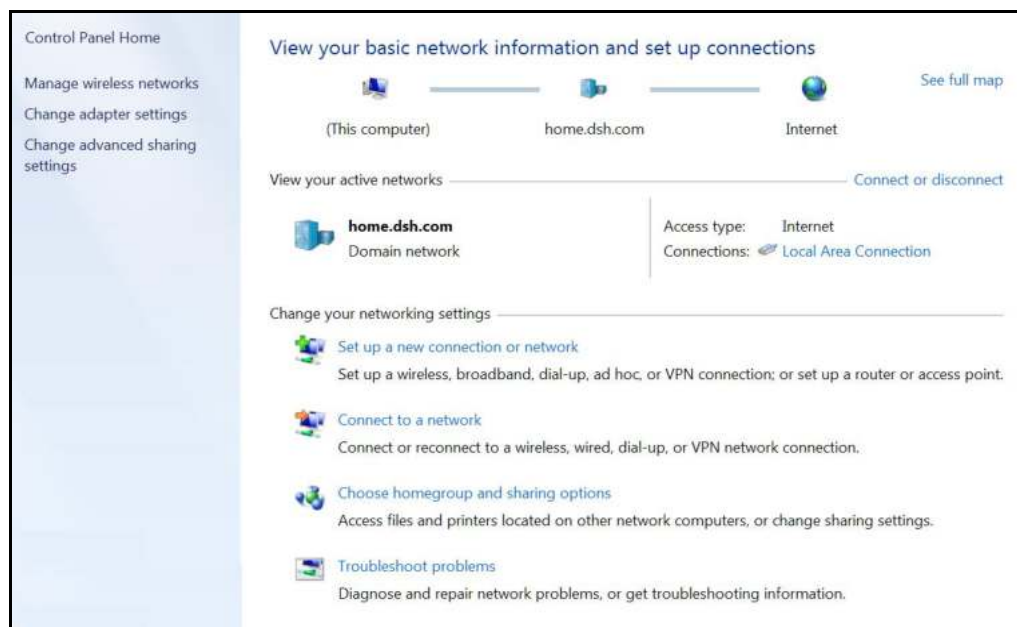 Control Panel Home
Manage wireless networks
Change adapter settings
Change advanced sharing
settings
View your basic network information and set up connections
See full map
(This computer)
home.dsh.com
Internet
View your active networks
Connect or disconnect
home.dsh.com
Domain network
Access type: Internet
Connections: Local Area Connection
Change your networking settings
Set up a new connection or network
Set up a wireless, broadband, dial-up, ad hoc, or VPN connection; or set up a router or access point.
Connect to a network
Connect or reconnect to a wireless, wired, dial-up, or VPN network connection.
Choose homegroup and sharing options
Access files and printers located on other network computers, or change sharing settings.
Troubleshoot problems
Diagnose and repair network problems, or get troubleshooting information.